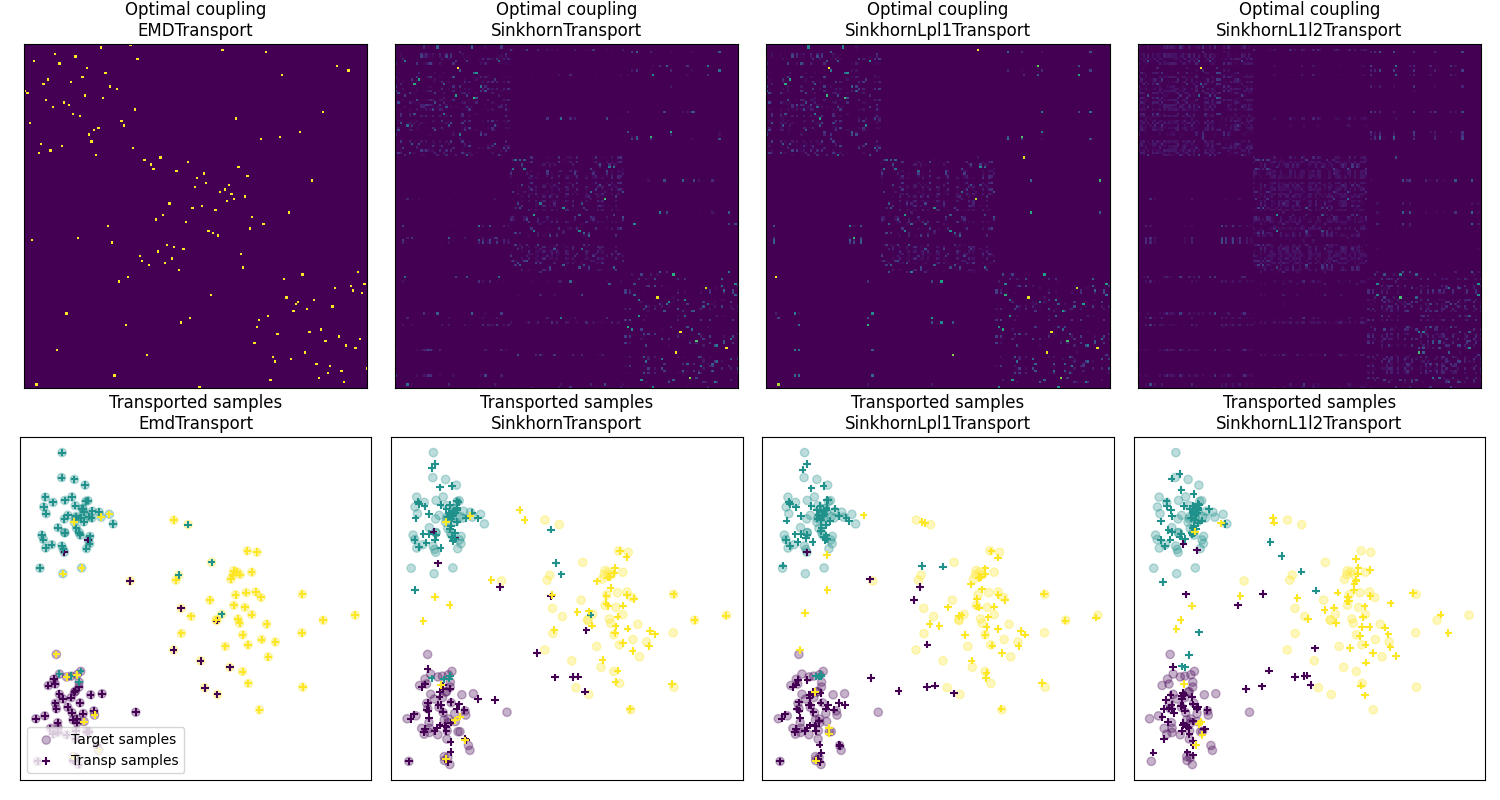 Optimal coupling
EMDTransport
Optimal coupling
SinkhornTransport
Optimal coupling
SinkhornLpl1Transport
Optimal coupling
SinkhornL1l2Transport
Transported samples
EmdTransport
Transported samples
SinkhornTransport
Transported samples
SinkhornLpl1Transport
Transported samples
SinkhornL1l2Transport
Target samples
Transp samples